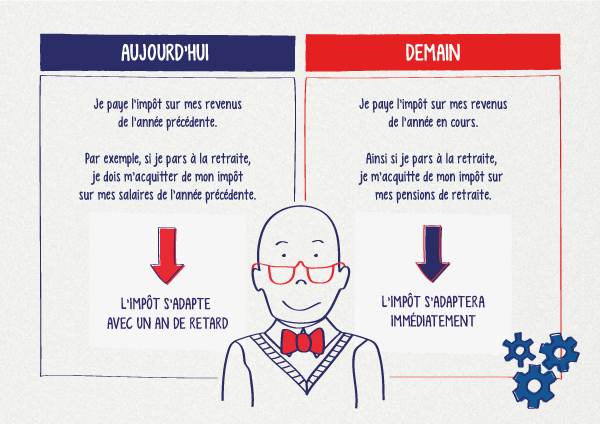 AUJOURD'HUI
Je paye l'impôt sur mes revenus
de l'année précédente.
Par exemple, si je pars à la retraite,
je dois m'acquitter de mon impôt
sur mes salaires de l'année précédente.
L'IMPÔT S'ADAPTE
AVEC UN AN DE RETARD
DEMAIN
Je paye l'impôt sur mes revenus
de l'année en cours.
Ainsi si je pars à la retraite,
je m'acquitte de mon impôt sur
mes pensions de retraite.
L'IMPÔT S'ADAPTERA
IMMÉDIATEMENT